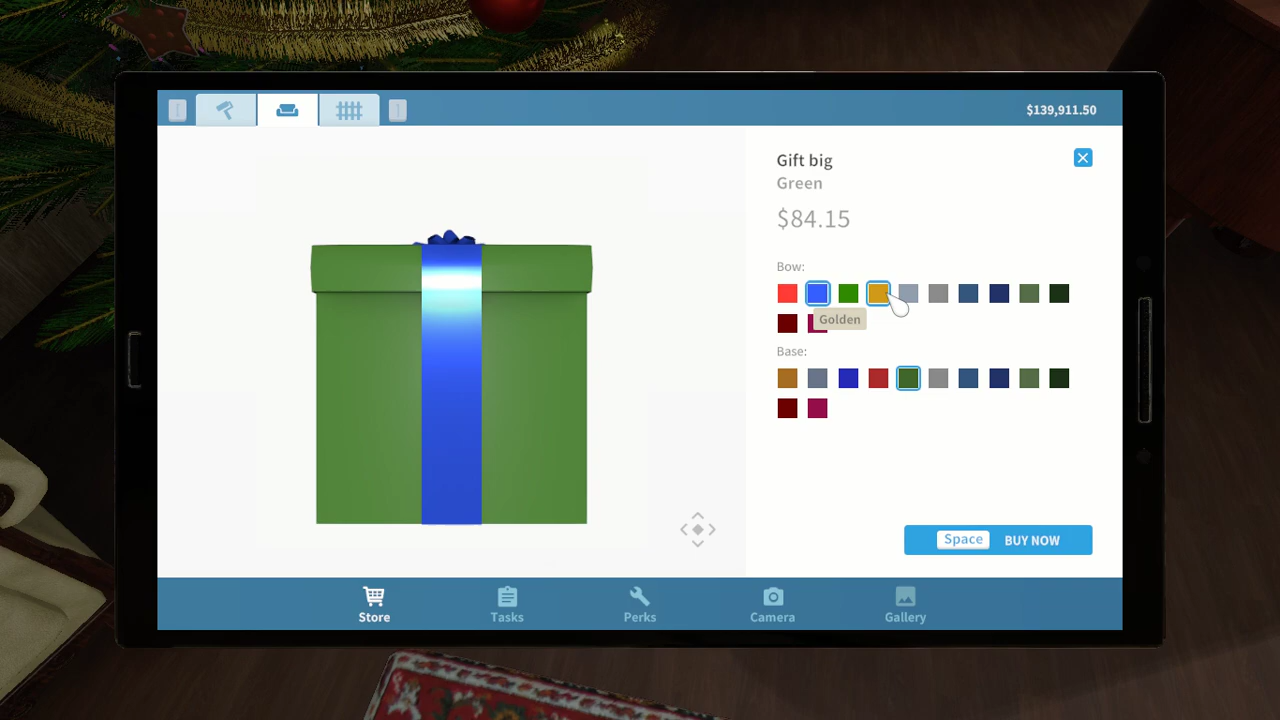 $139,911.50
Gift big
Green
$84.15
Bow:
Golden
Base:
Space BUY NOW
Store
Tasks
Perks
Camera
Gallery